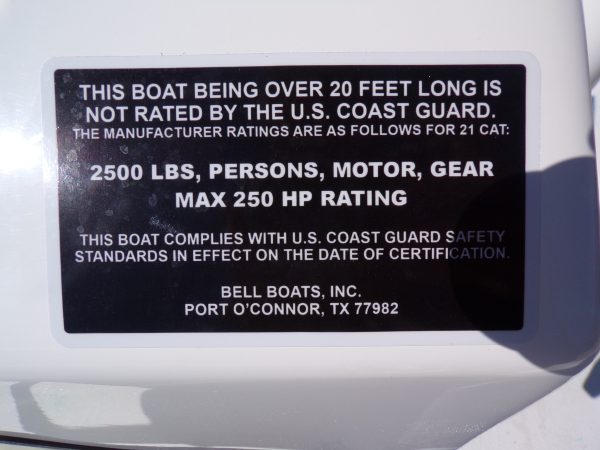 THIS BOAT BEING OVER 20 FEET LONG IS
NOT RATED BY THE U.S. COAST GUARD.
THE MANUFACTURER RATINGS ARE AS FOLLOWS FOR 21 CAT:
2500 LBS, PERSONS, MOTOR, GEAR
MAX 250 HP RATING
THIS BOAT COMPLIES WITH U.S. COAST GUARD SAFETY
STANDARDS IN EFFECT ON THE DATE OF CERTIFICATION.
BELL BOATS, INC.
PORT O'CONNOR, TX 77982